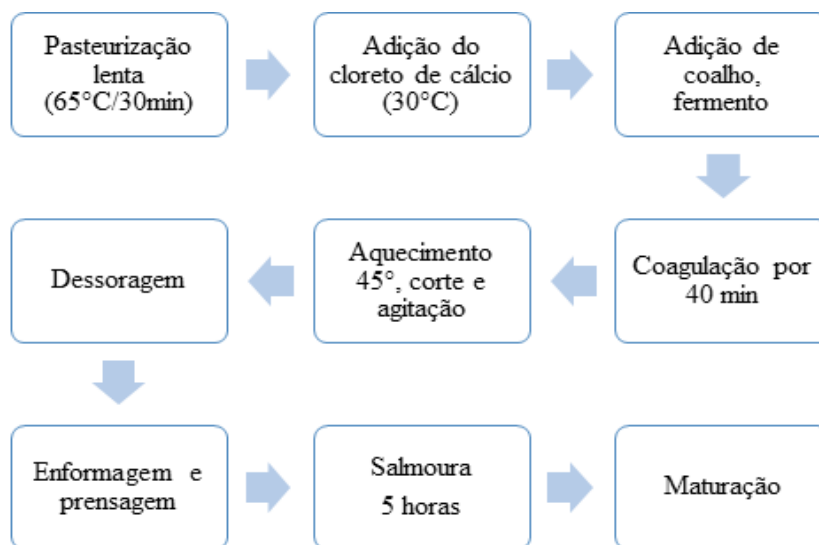 Pasteurização
lenta
(65°C/30min)
Adição do
cloreto de cálcio
(30°C)
Adição de
coalho,
fermento
Coagulação por
40 min
Aquecimento
45°, corte e
agitação
Dessoragem
Enformagem e
prensagem
Salmoura
5 horas
Maturação